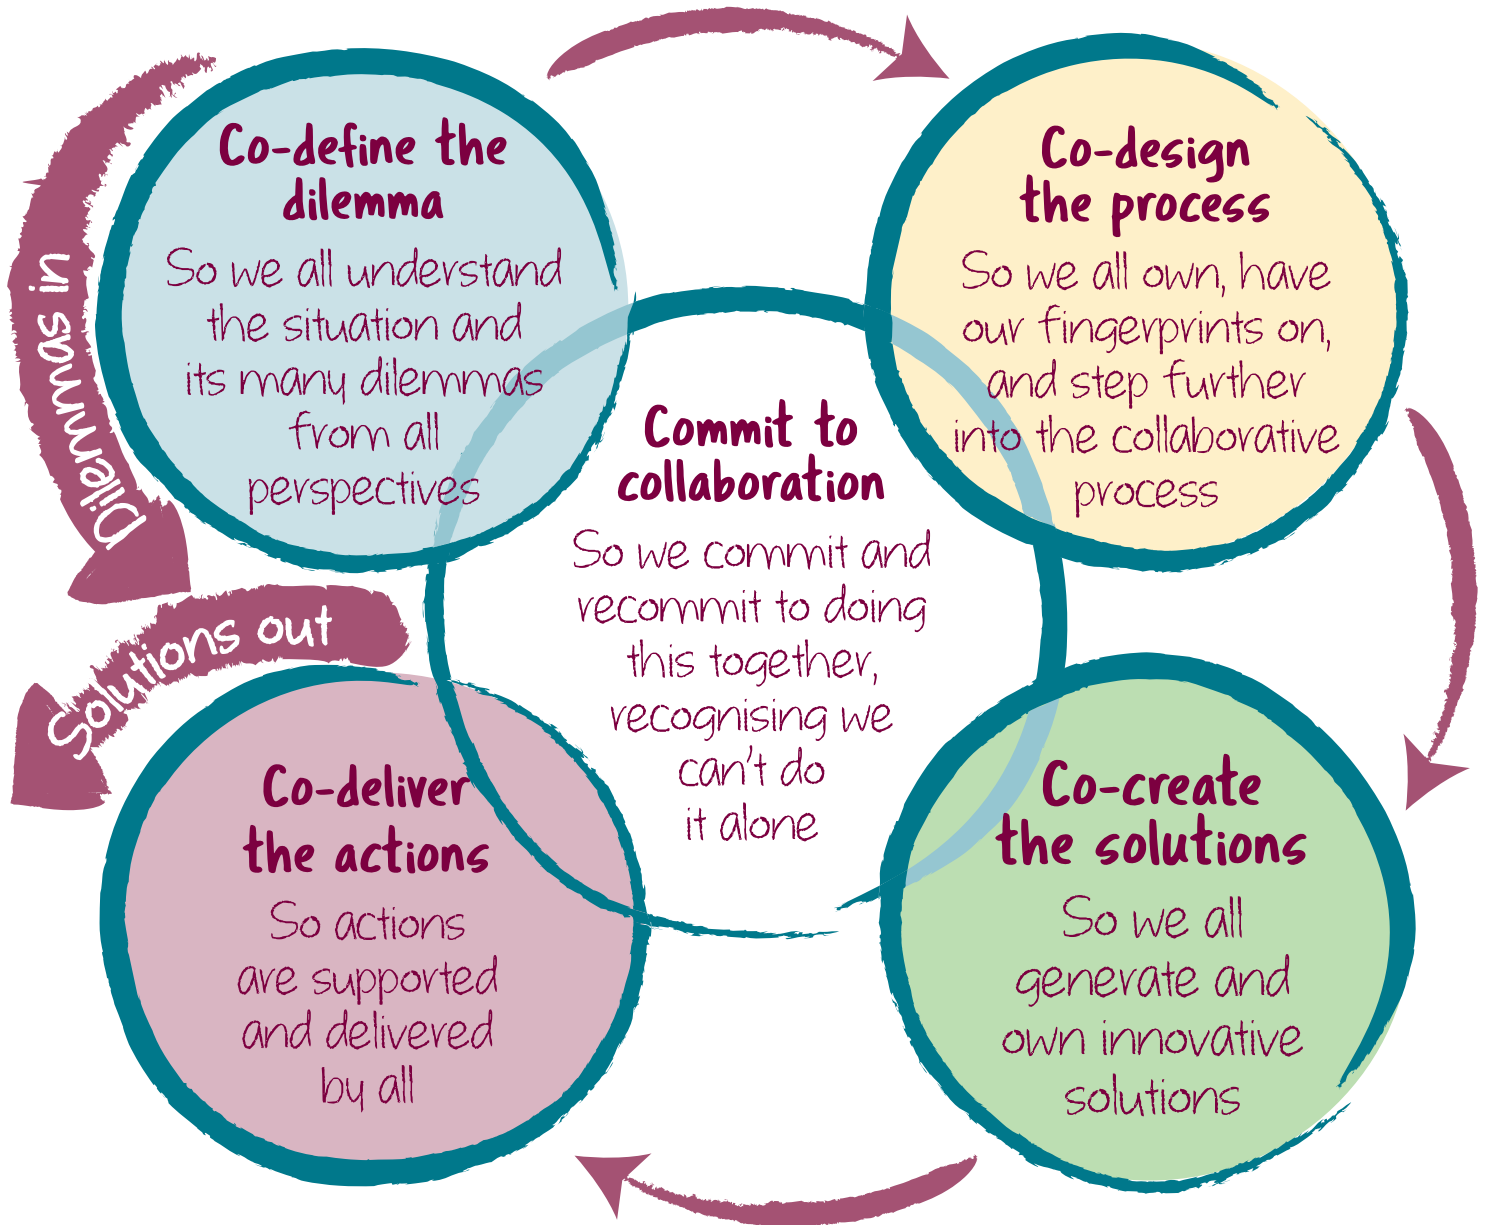 Dilemmas in
Co-define the
dilemma
So we all understand
the situation and
its many dilemmas
from all
perspectives
Co-design
the process
So we all own, have
our fingerprints on,
and step further
into the collaborative
process
Commit to
collaboration
So we commit and
recommit to doing
this together,
recognising we
can't do
it alone
Solutions out
Co-deliver
the actions
So actions
are supported
and delivered
by all
Co-create
the solutions
So we all
generate and
own innovative
solutions